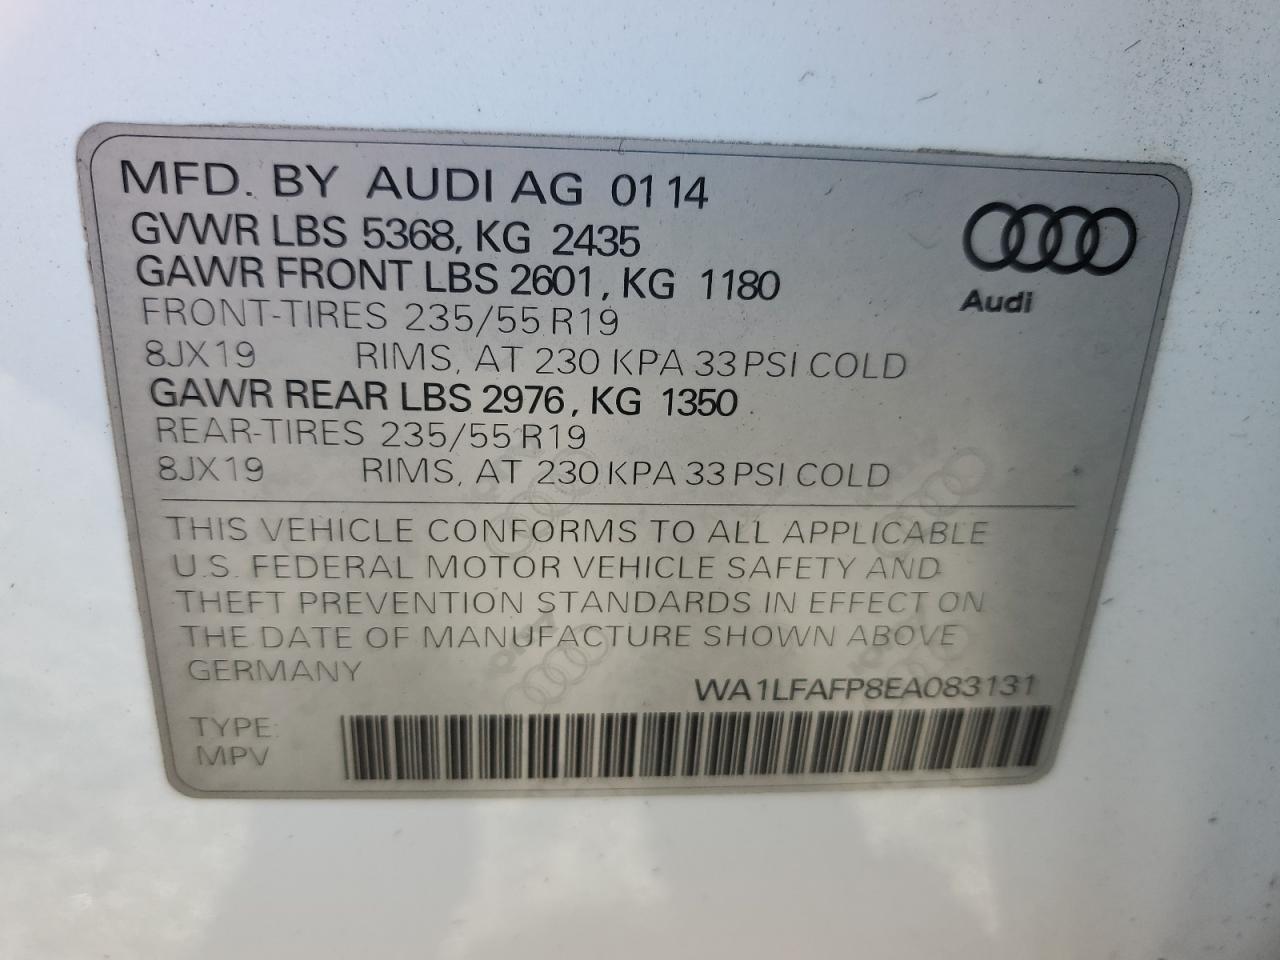 MFD. BY AUDI AG 01 14
GVWR LBS 5368, KG 2435
GAWR FRONT LBS 2601, KG 1180
FRONT-TIRES 235/55 R19
8JX19 RIMS, AT 230 KPA 33 PSI COLD
GAWR REAR LBS 2976, KG 1350
REAR-TIRES 235/55 R19
8JX19 RIMS, AT 230 KPA 33 PSI COLD
Audi
THIS VEHICLE CONFORMS TO ALL APPLICABLE
U.S. FEDERAL MOTOR VEHICLE SAFETY AND
THEFT PREVENTION STANDARDS IN EFFECT ON
THE DATE OF MANUFACTURE SHOWN ABOVE
GERMANY
WA1LFAFP8EA083131
TYPE:
MPV